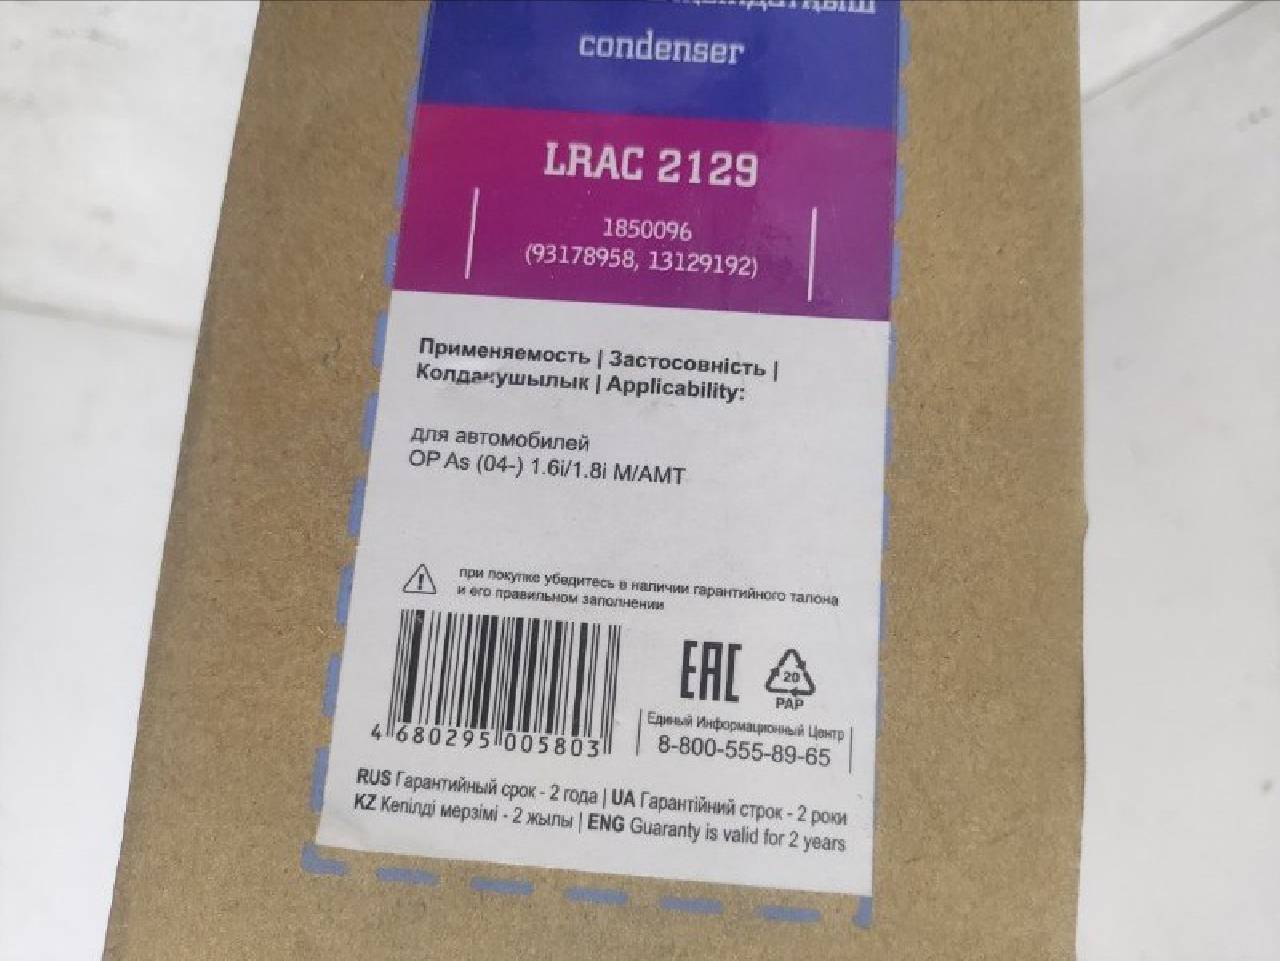 condenser
LRAC 2129
1850096
(93178958, 13129192)
Применяемость | Застосовність |
Колданушылык | Applicability:
для автомобилей
OP As (04-) 1.6i/1.8i M/AMT
при покупке убедитесь в наличии гарантийного талона
и его правильном заполнении
4 680295 005803
EAC
20
PAP
Единый Информационный Центр
8-800-555-89-65
RUS Гарантийный срок - 2 года | UA Гарантійний строк - 2 роки
KZ Кепілді мерзімі - 2 жылы | ENG Guaranty is valid for 2 years